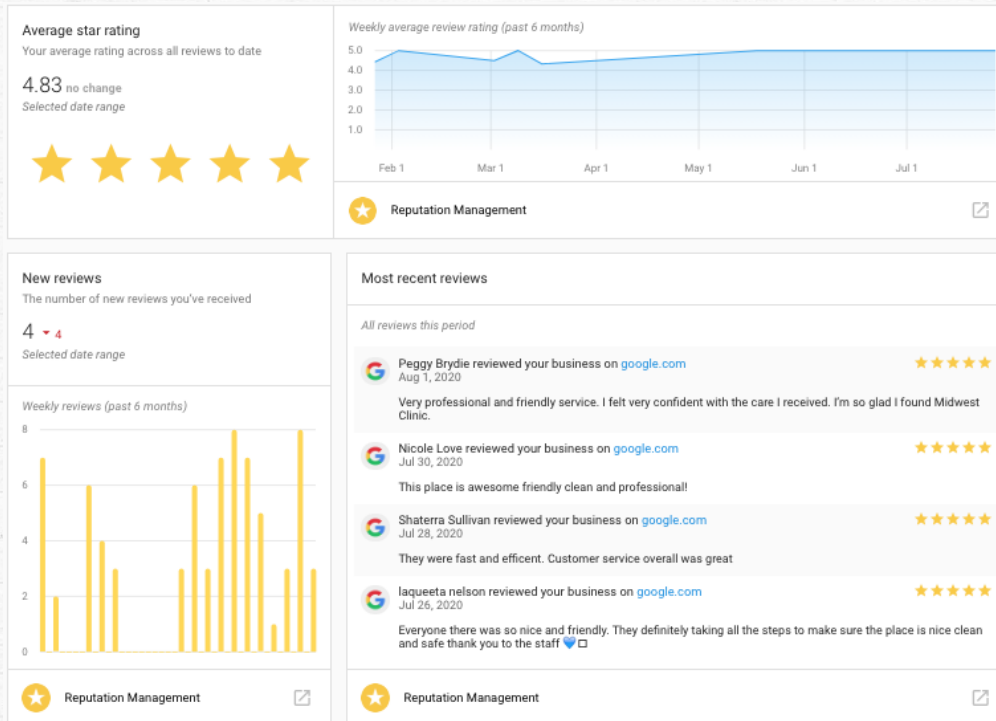 Average star rating
Your average rating across all reviews to date
4.83 no change
Selected date range
Weekly average review rating (past 6 months)
5.0
4.0
3.0
2.0
1.0
Feb 1 Mar 1 Apr 1 May 1 Jun 1 Jul 1
Reputation Management
New reviews
The number of new reviews you've received
4 4
Selected date range
Weekly reviews (past 6 months)
8
6
4
2
0
Reputation Management
Most recent reviews
All reviews this period
Peggy Brydie reviewed your business on google.com
Aug 1, 2020
Very professional and friendly service. I felt very confident with the care I received. I'm so glad I found Midwest
Clinic.
Nicole Love reviewed your business on google.com
Jul 30, 2020
This place is awesome friendly clean and professional!
Shaterra Sullivan reviewed your business on google.com
Jul 28, 2020
They were fast and efficent. Customer service overall was great
laqueeta nelson reviewed your business on google.com
Jul 26, 2020
Everyone there was so nice and friendly. They definitely taking all the steps to make sure the place is nice clean
and safe thank you to the staff 💙□
Reputation Management